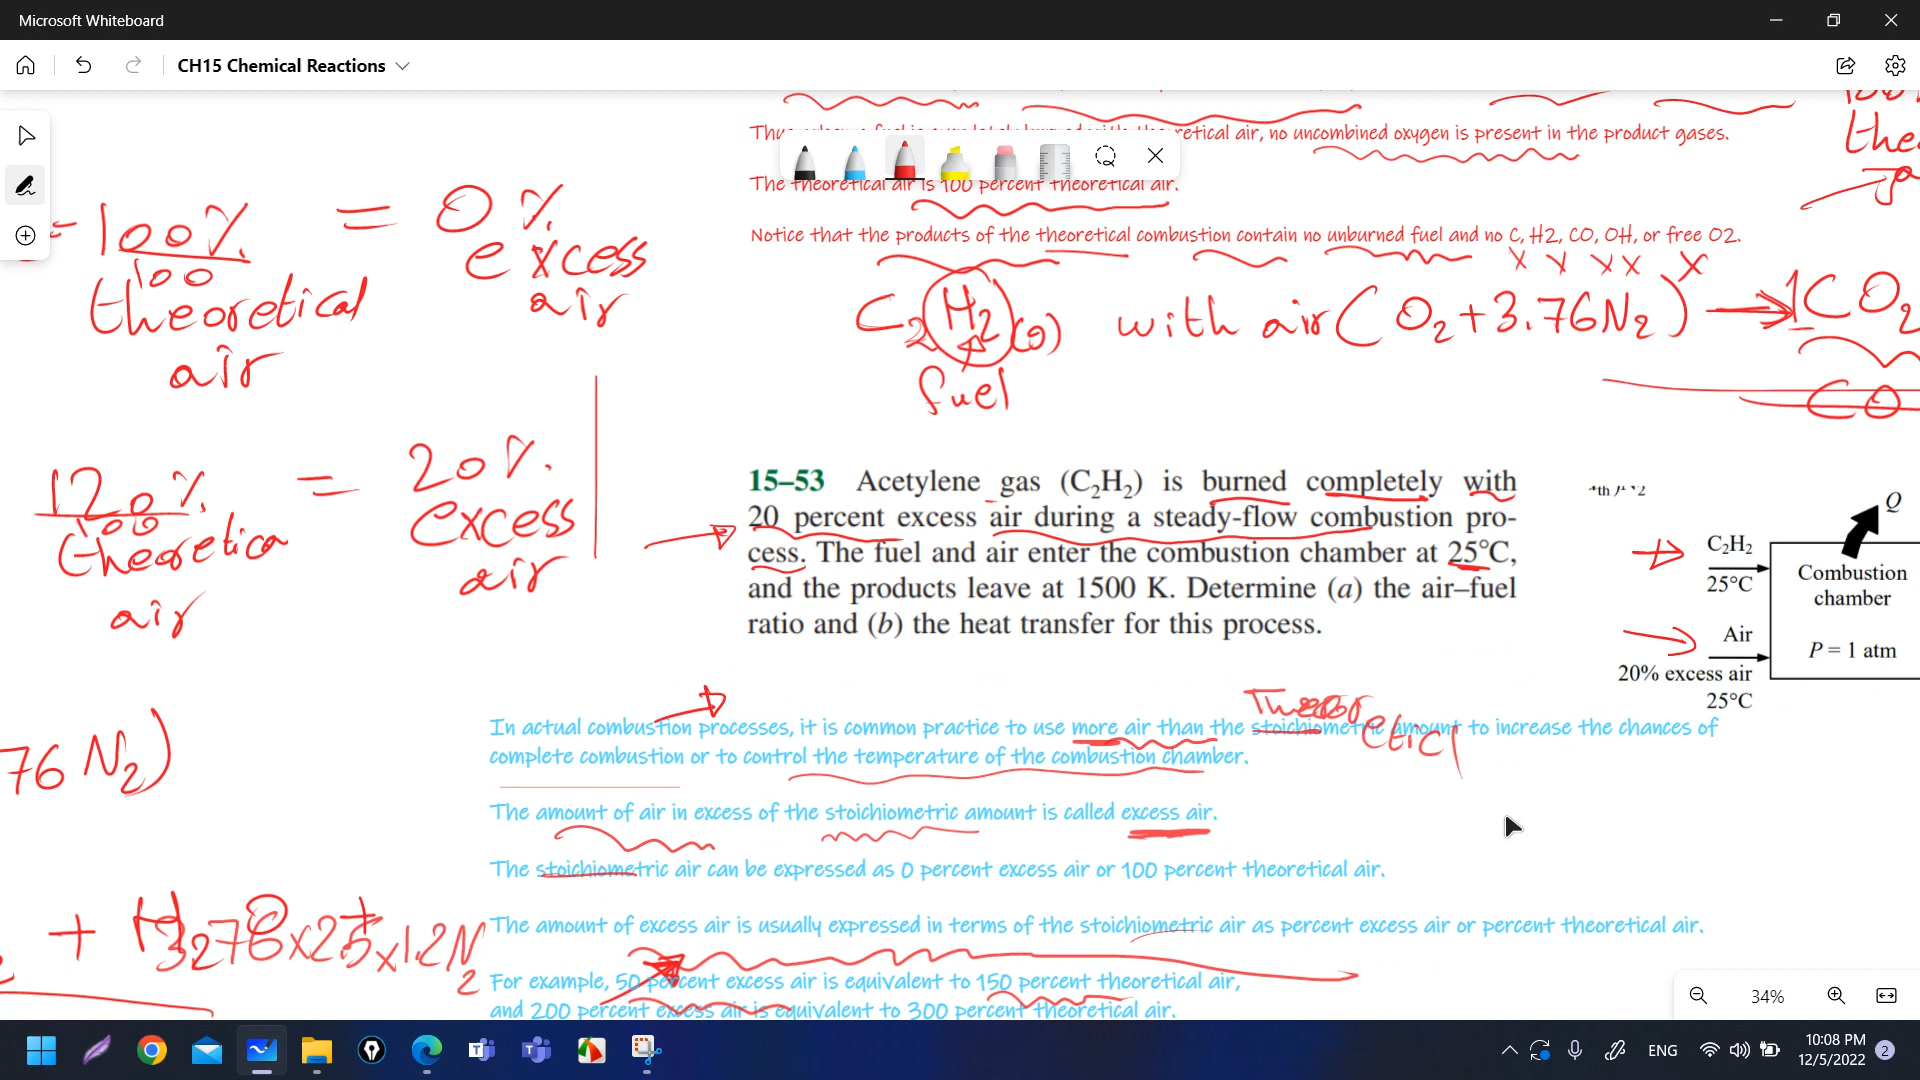 Microsoft Whiteboard
CH15 Chemical Reactions
retical air, no uncombined oxygen is present in the product gases.
The theoretical air is 100 percent theoretical air.
Notice that the products of the theoretical combustion contain no unburned fuel and no C, H2, CO, OH, or free O2.
X X X X X
100% = 0%
100 excess
theoretical air
air
C2H2(g) with air (O2+3.76N2) → 1CO2
fuel
CO
120% = 20%
100 excess
theoretica air
air
15–53 Acetylene gas (C2H2) is burned completely with
20 percent excess air during a steady-flow combustion pro-
cess. The fuel and air enter the combustion chamber at 25°C,
and the products leave at 1500 K. Determine (a) the air–fuel
ratio and (b) the heat transfer for this process.
Q
C2H2
25°C
Combustion
chamber
Air
P = 1 atm
20% excess air
25°C
In actual combustion processes, it is common practice to use more air than the stoichiometric amount to increase the chances of
complete combustion or to control the temperature of the combustion chamber.
76 N2)
The amount of air in excess of the stoichiometric amount is called excess air.
The stoichiometric air can be expressed as 0 percent excess air or 100 percent theoretical air.
The amount of excess air is usually expressed in terms of the stoichiometric air as percent excess air or percent theoretical air.
For example, 50 percent excess air is equivalent to 150 percent theoretical air,
and 200 percent excess air is equivalent to 300 percent theoretical air.
34%
ENG
10:08 PM
12/5/2022
2